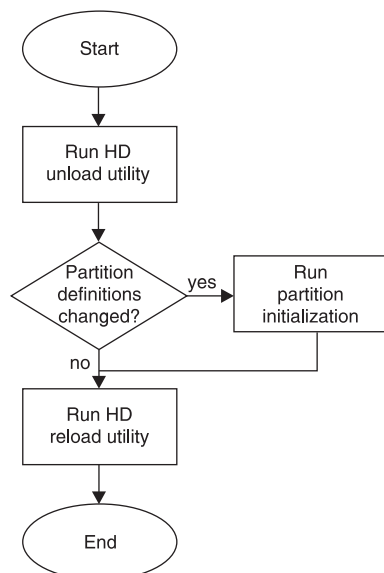 Start
Run HD
unload utility
Partition
definitions
changed?
yes
Run
partition
initialization
no
Run HD
reload utility
End